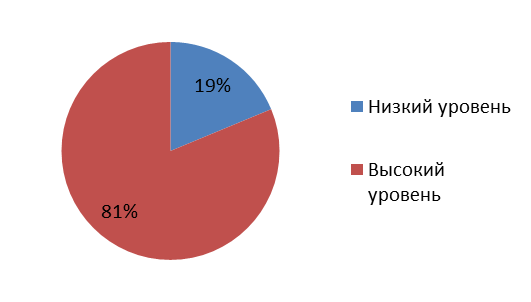 19%
Низкий уровень
Высокий
уровень
81%